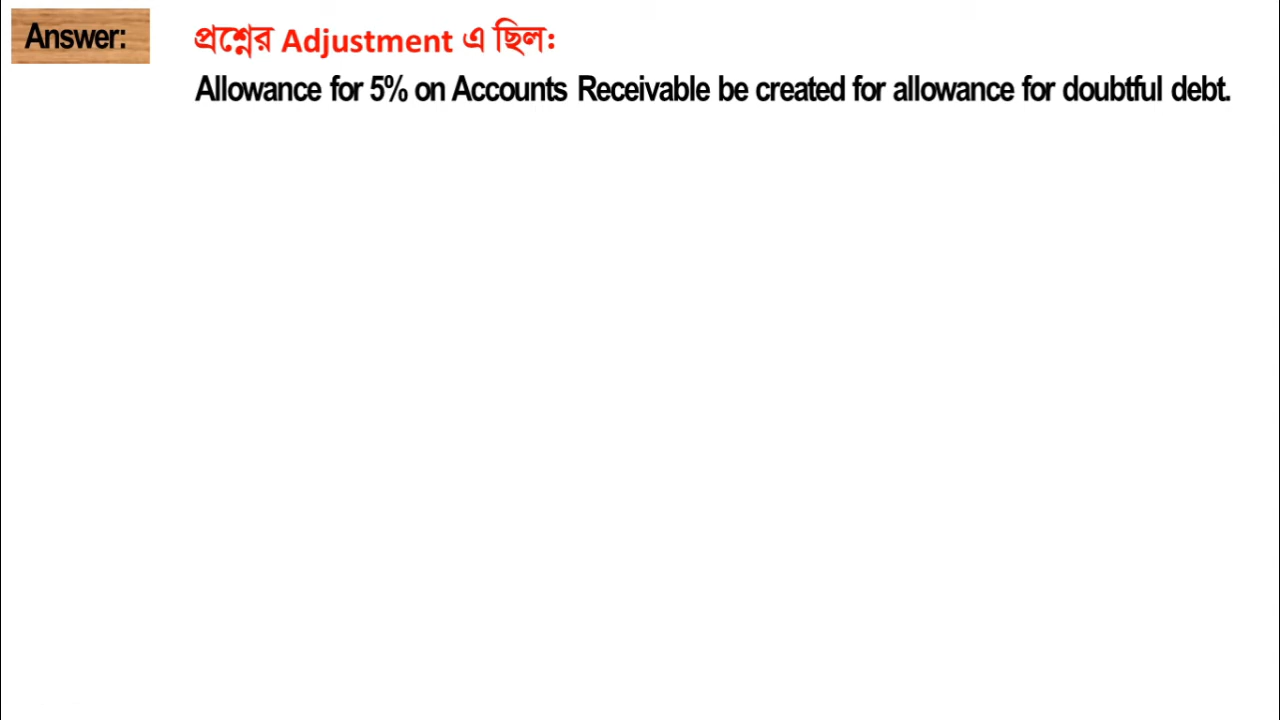 Answer:
প্রশ্নের Adjustment এ ছিল:
Allowance for 5% on Accounts Receivable be created for allowance for doubtful debt.